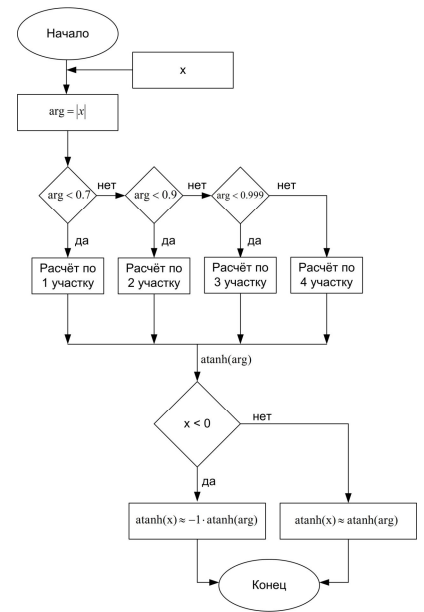 Начало
x
arg = |x|
arg < 0.7
нет
arg < 0.9
нет
arg < 0.999
нет
да
да
да
Расчёт по
1 участку
Расчёт по
2 участку
Расчёт по
3 участку
Расчёт по
4 участку
atanh(arg)
x < 0
нет
да
atanh(x) ≈ −1·atanh(arg)
atanh(x) ≈ atanh(arg)
Конец